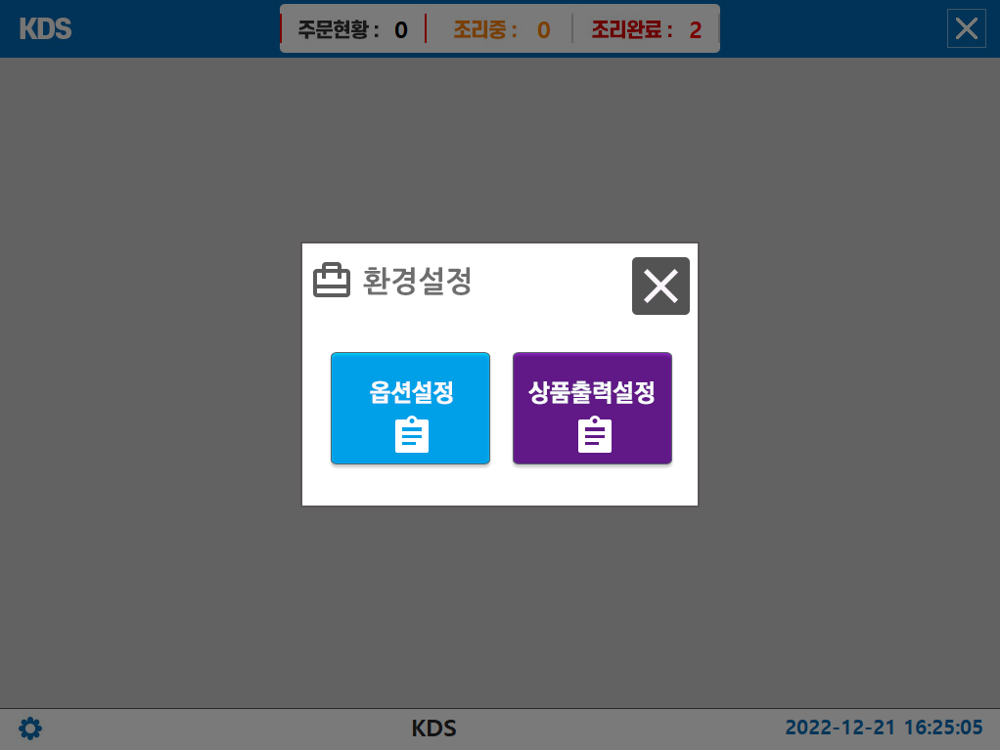 KDS
주문현황 : 0 조리중 : 0 조리완료 : 2
환경설정
옵션설정 상품출력설정
KDS 2022-12-21 16:25:05